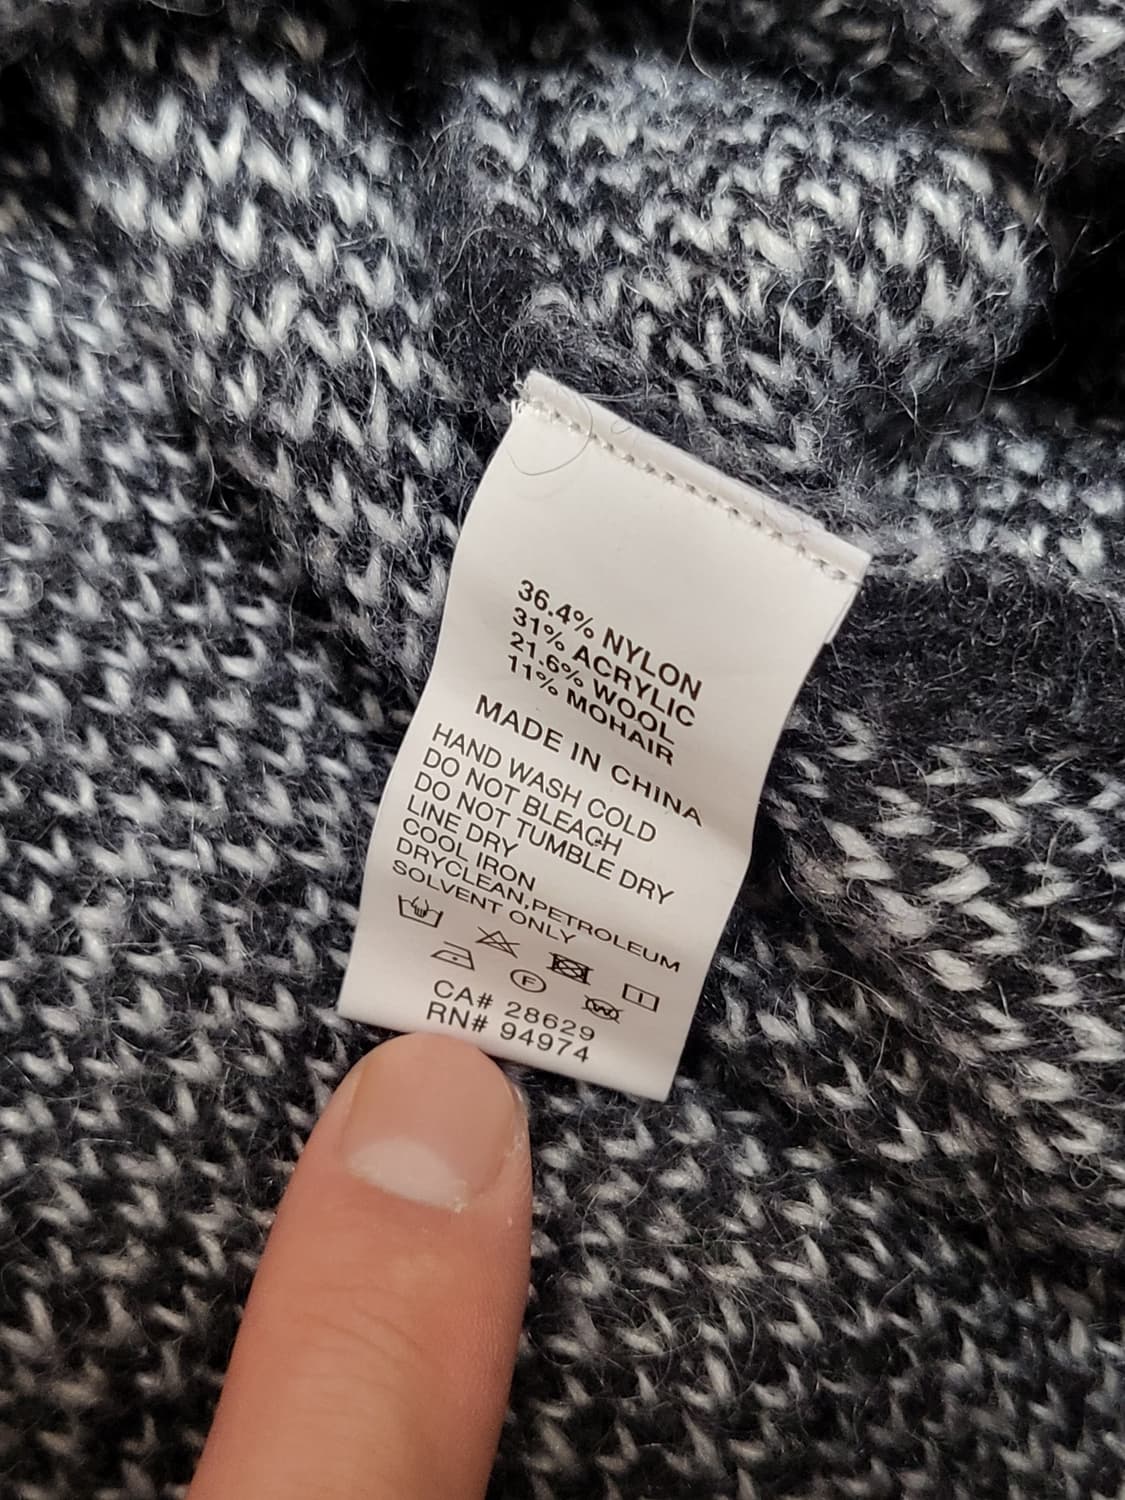 36.4% NYLON
31% ACRYLIC
21.6% WOOL
11% MOHAIR
MADE IN CHINA
HAND WASH COLD
DO NOT BLEACH
DO NOT TUMBLE DRY
LINE DRY
COOL IRON
DRYCLEAN,PETROLEUM
SOLVENT ONLY
F
W
CA# 28629
RN# 94974